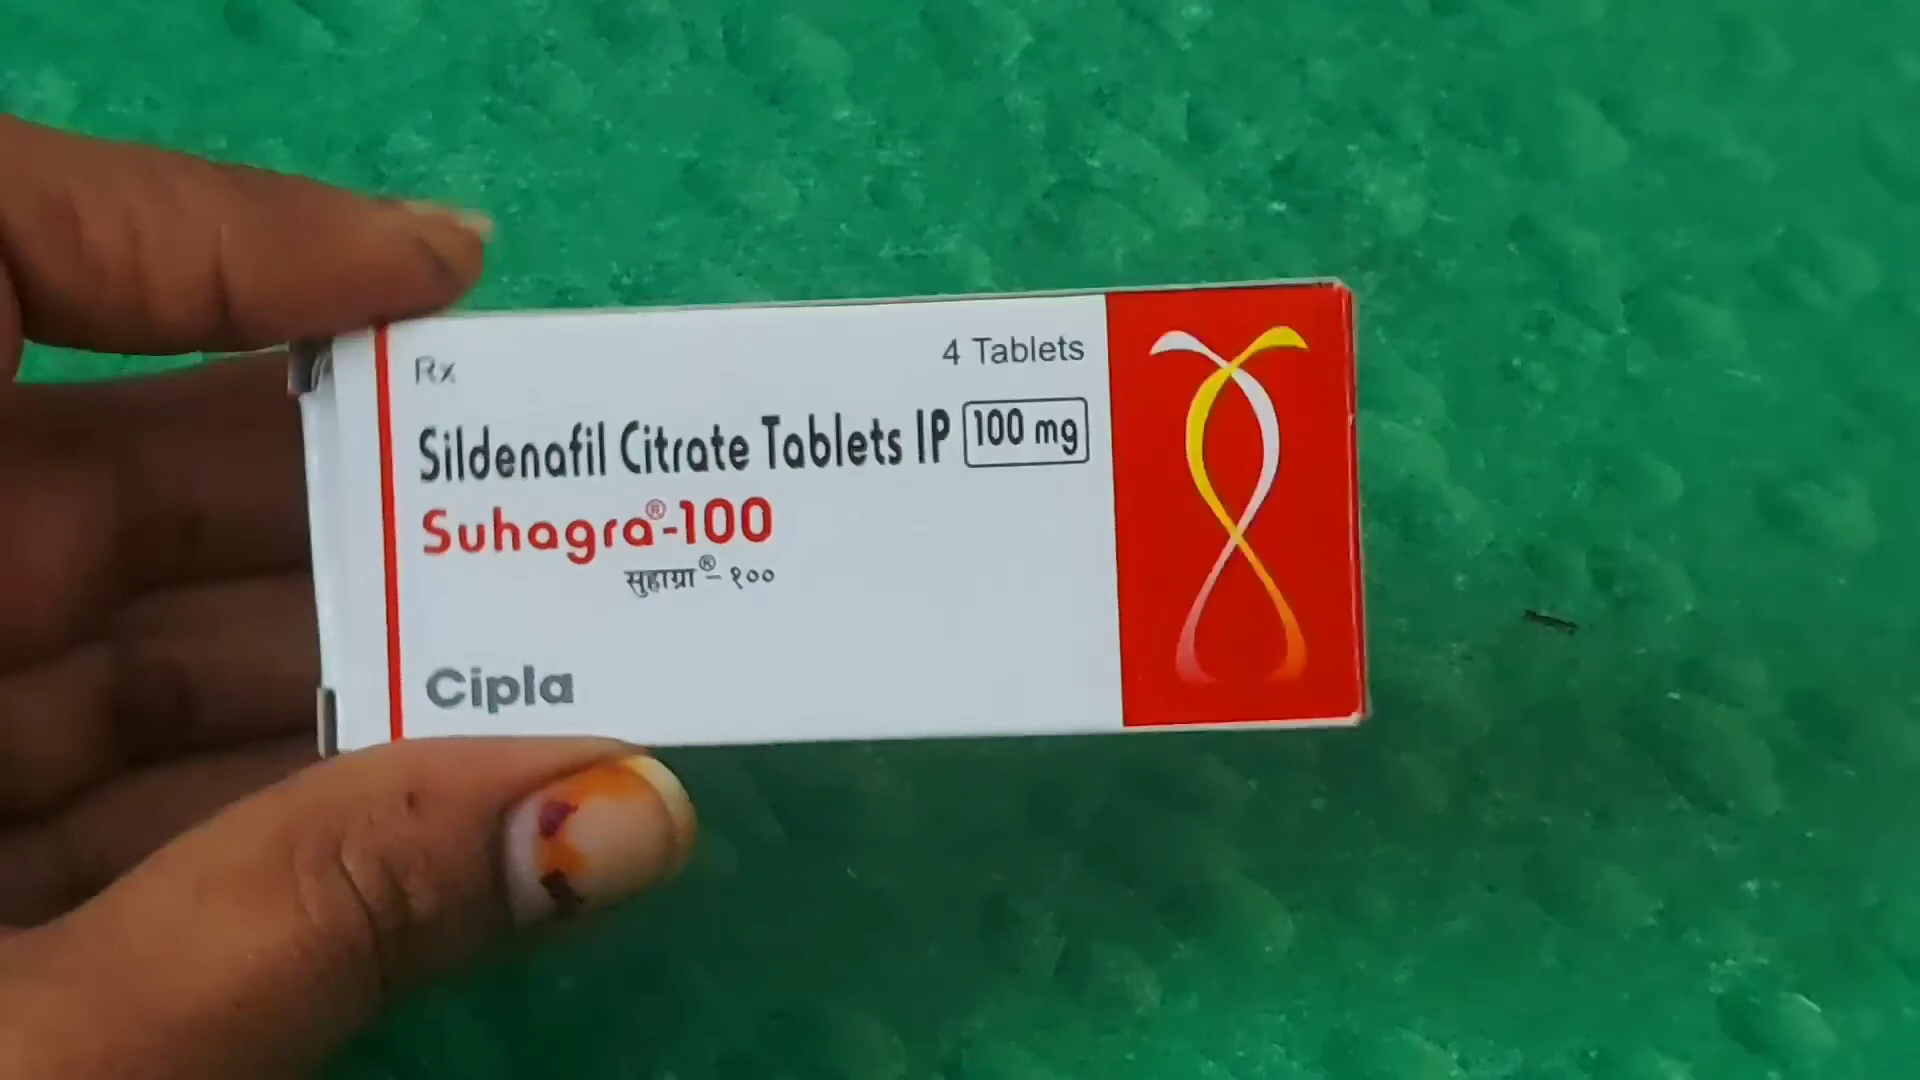 Rx
4 Tablets
Sildenafil Citrate Tablets IP 100 mg
Suhagra®-100
सुहाग्रा®-१००
Cipla